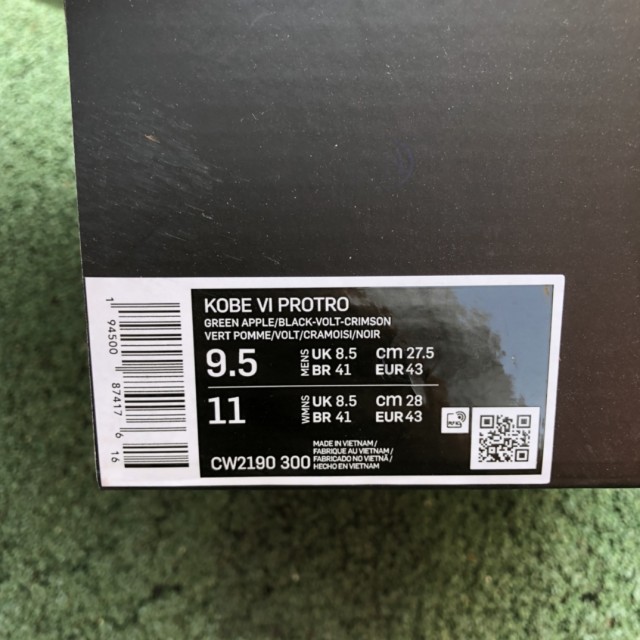 KOBE VI PROTRO
GREEN APPLE/BLACK-VOLT-CRIMSON
VERT POMME/VOLT/CRAMOISI/NOIR
9.5 MENS UK 8.5 cm 27.5
BR 41 EUR 43
11 WMNS UK 8.5 cm 28
BR 41 EUR 43
CW2190 300
MADE IN VIETNAM/
FABRIQUE AU VIETNAM/
FABRICADO NO VIETNÃ/
HECHO EN VIETNAM
1 94500 87417 6 16